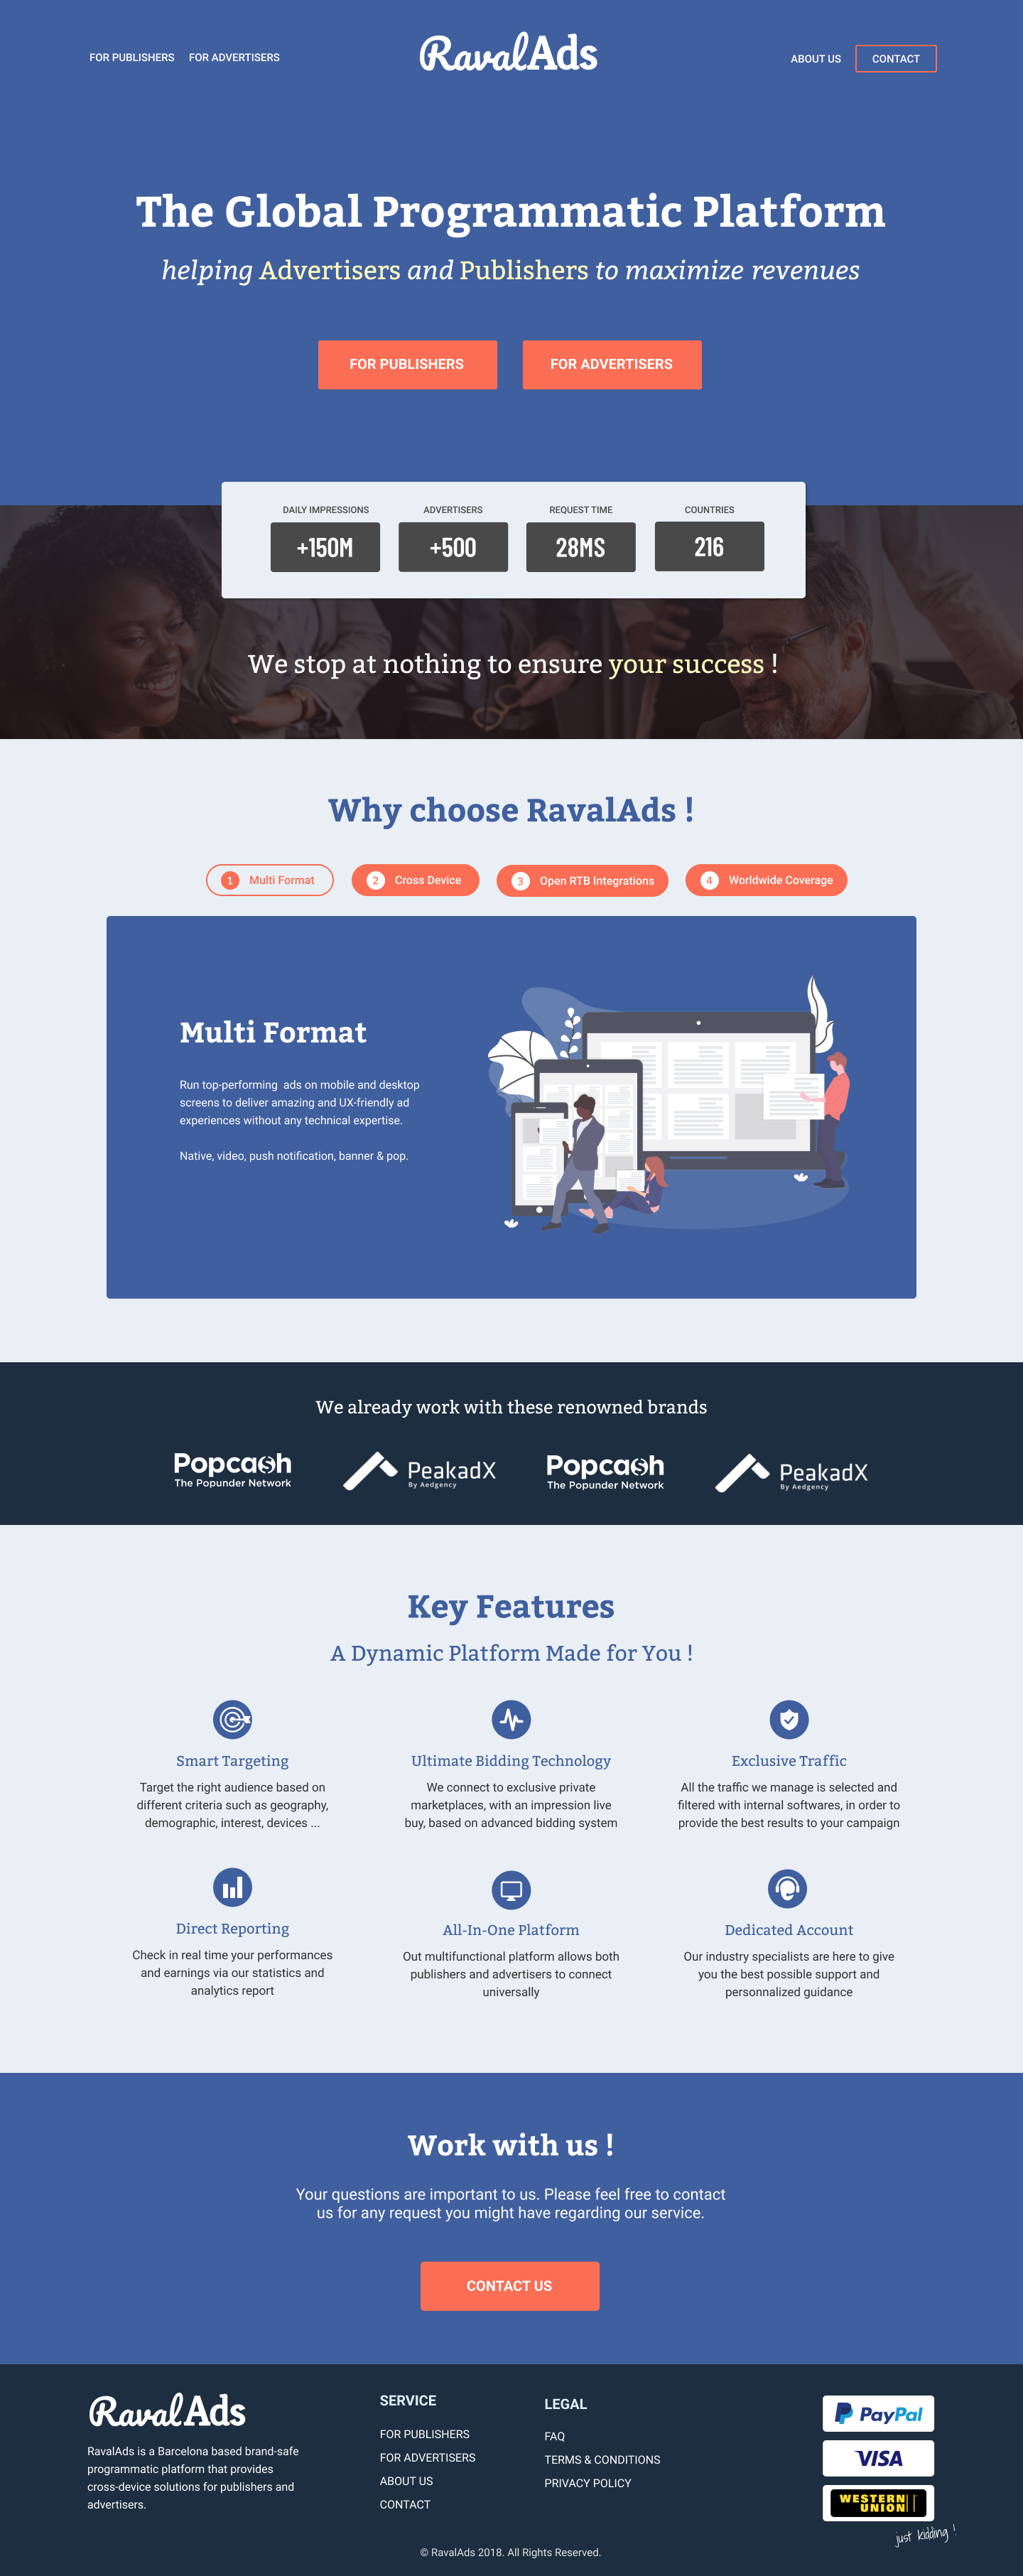 FOR PUBLISHERS FOR ADVERTISERS
RavalAds
ABOUT US CONTACT
The Global Programmatic Platform
helping Advertisers and Publishers to maximize revenues
FOR PUBLISHERS FOR ADVERTISERS
DAILY IMPRESSIONS ADVERTISERS REQUEST TIME COUNTRIES
+150M +500 28MS 216
We stop at nothing to ensure your success !
Why choose RavalAds !
1 Multi Format 2 Cross Device 3 Open RTB Integrations 4 Worldwide Coverage
Multi Format
Run top-performing ads on mobile and desktop
screens to deliver amazing and UX-friendly ad
experiences without any technical expertise.
Native, video, push notification, banner & pop.
We already work with these renowned brands
Popca$h
The Popunder Network
PeakadX
By Aedgency
Popca$h
The Popunder Network
PeakadX
By Aedgency
Key Features
A Dynamic Platform Made for You !
Smart Targeting
Target the right audience based on
different criteria such as geography,
demographic, interest, devices ...
Ultimate Bidding Technology
We connect to exclusive private
marketplaces, with an impression live
buy, based on advanced bidding system
Exclusive Traffic
All the traffic we manage is selected and
filtered with internal softwares, in order to
provide the best results to your campaign
Direct Reporting
Check in real time your performances
and earnings via our statistics and
analytics report
All-In-One Platform
Out multifunctional platform allows both
publishers and advertisers to connect
universally
Dedicated Account
Our industry specialists are here to give
you the best possible support and
personnalized guidance
Work with us !
Your questions are important to us. Please feel free to contact
us for any request you might have regarding our service.
CONTACT US
RavalAds
RavalAds is a Barcelona based brand-safe
programmatic platform that provides
cross-device solutions for publishers and
advertisers.
SERVICE
FOR PUBLISHERS
FOR ADVERTISERS
ABOUT US
CONTACT
LEGAL
FAQ
TERMS & CONDITIONS
PRIVACY POLICY
PayPal
VISA
WESTERN
UNION
just kidding !
© RavalAds 2018. All Rights Reserved.